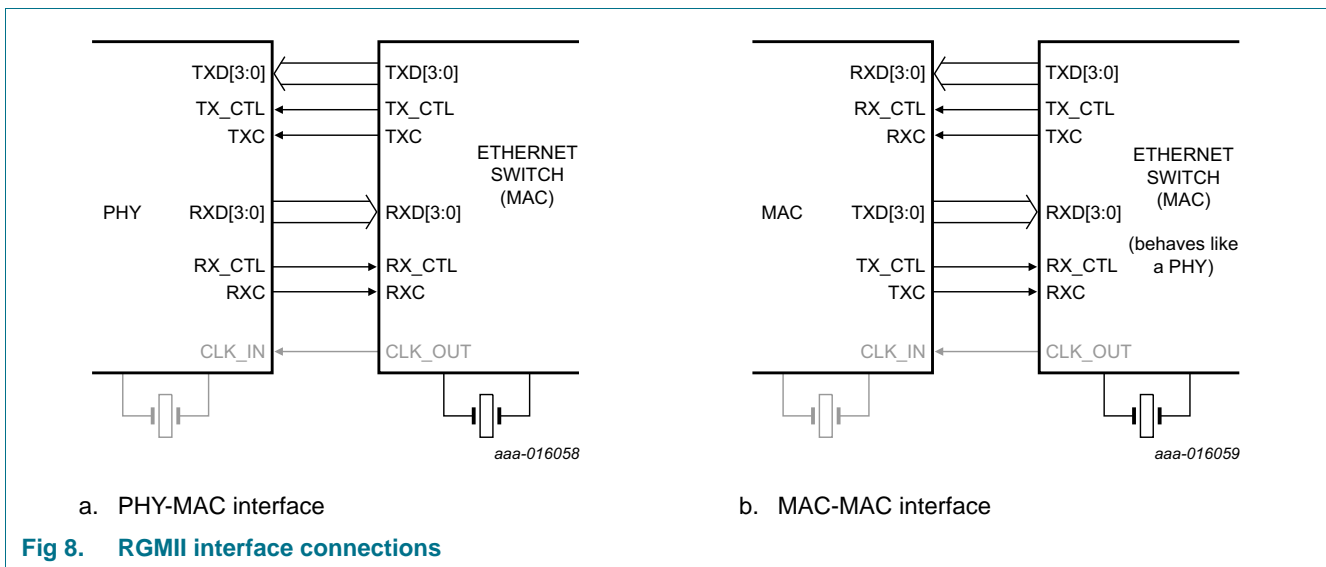 TXD[3:0] TXD[3:0]
TX_CTL TX_CTL
TXC TXC
ETHERNET
SWITCH
(MAC)
PHY RXD[3:0] RXD[3:0]
RX_CTL RX_CTL
RXC RXC
CLK_IN CLK_OUT
aaa-016058
a. PHY-MAC interface
RXD[3:0] TXD[3:0]
RX_CTL TX_CTL
RXC TXC
ETHERNET
SWITCH
(MAC)
MAC TXD[3:0] RXD[3:0]
(behaves like
a PHY)
TX_CTL RX_CTL
TXC RXC
CLK_IN CLK_OUT
aaa-016059
b. MAC-MAC interface
Fig 8. RGMII interface connections